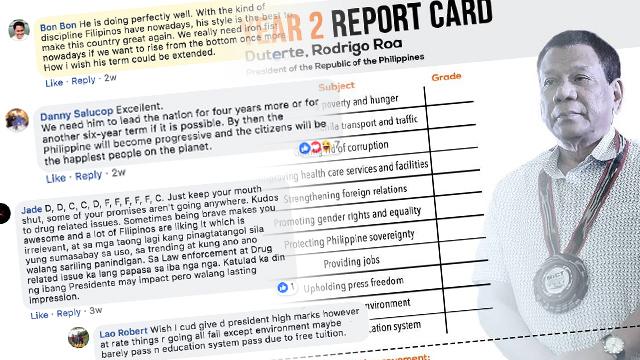 Bon Bon He is doing perfectly well. With the kind of
discipline Filipinos have nowadays, his style is the best to
make this country great again. We really need iron fist
nowadays if we want to rise from the bottom once more.
How i wish his term could be extended.
Like · Reply · 2w
Danny Salucop Excellent.
We need him to lead the nation for four years more or for
another six-year term if it is possible. By then the
Philippine will become progressive and the citizens will be
the happiest people on the planet.
7
Like · Reply · 2w
Jade D, D, C, C, D, F, F, F, F, F, C. Just keep your mouth
shut, some of your promises aren't going anywhere. Kudos
to drug related issues. Sometimes being brave makes you
awesome and a lot of Filipinos are liking it which is
irrelevant, at sa mga taong lagi kang pinagtatangol sila
yung sumasabay sa uso, sa trending at kung ano ano
walang sariling panindigan. Sa Law enforcement at Drug
related issue ka lang papasa sa iba nga nga. Katulad ka din
ng ibang Presidente may impact pero walang lasting
impression.
1
Like · Reply · 3w
Lao Robert Wish I cud give d president high marks however
at rate things r going all fail except environment maybe
barely pass n education system pass due to free tuition.
YEAR 2 REPORT CARD
Duterte, Rodrigo Roa
President of the Republic of the Philippines
Subject Grade
poverty and hunger
transport and traffic
of corruption
health care services and facilities
Strengthening foreign relations
Promoting gender rights and equality
Protecting Philippine sovereignty
Providing jobs
Upholding press freedom
environment
education system